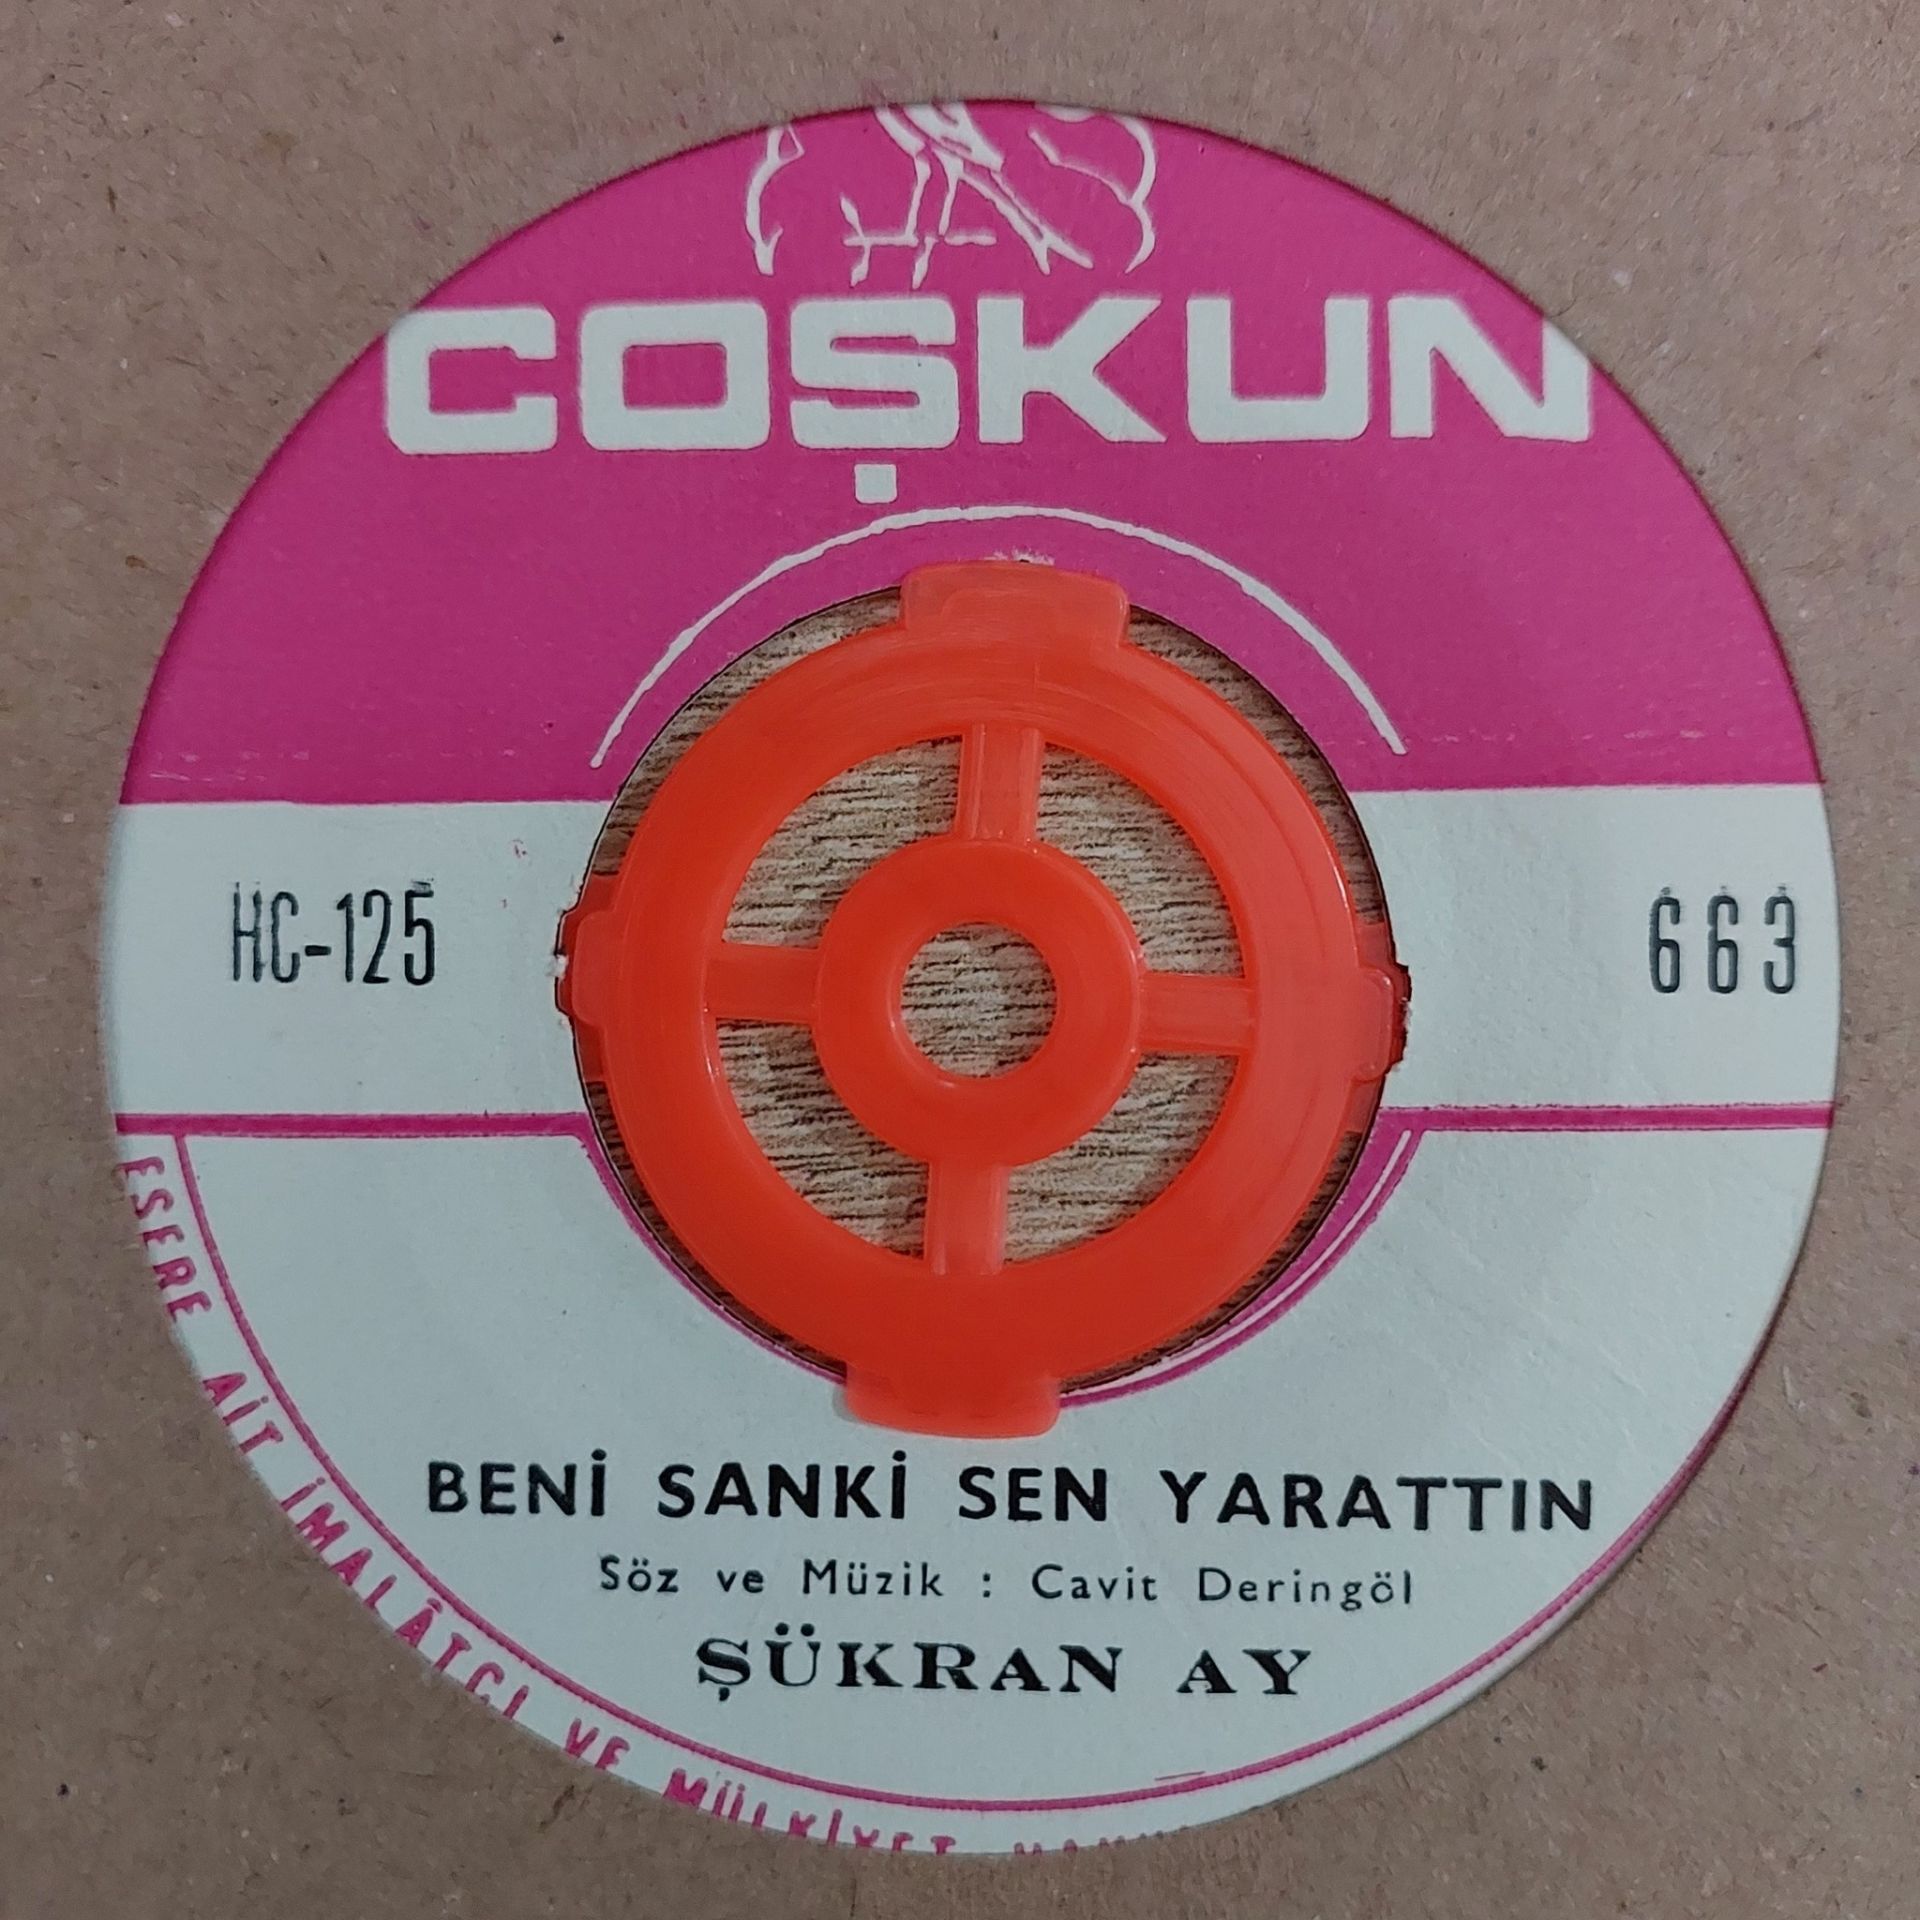 COŞKUN
HC-125
663
BENİ SANKİ SEN YARATTIN
Söz ve Müzik : Cavit Deringöl
ŞÜKRAN AY
ESERE AİT İMALÂTÇI VE MÜLKİYET